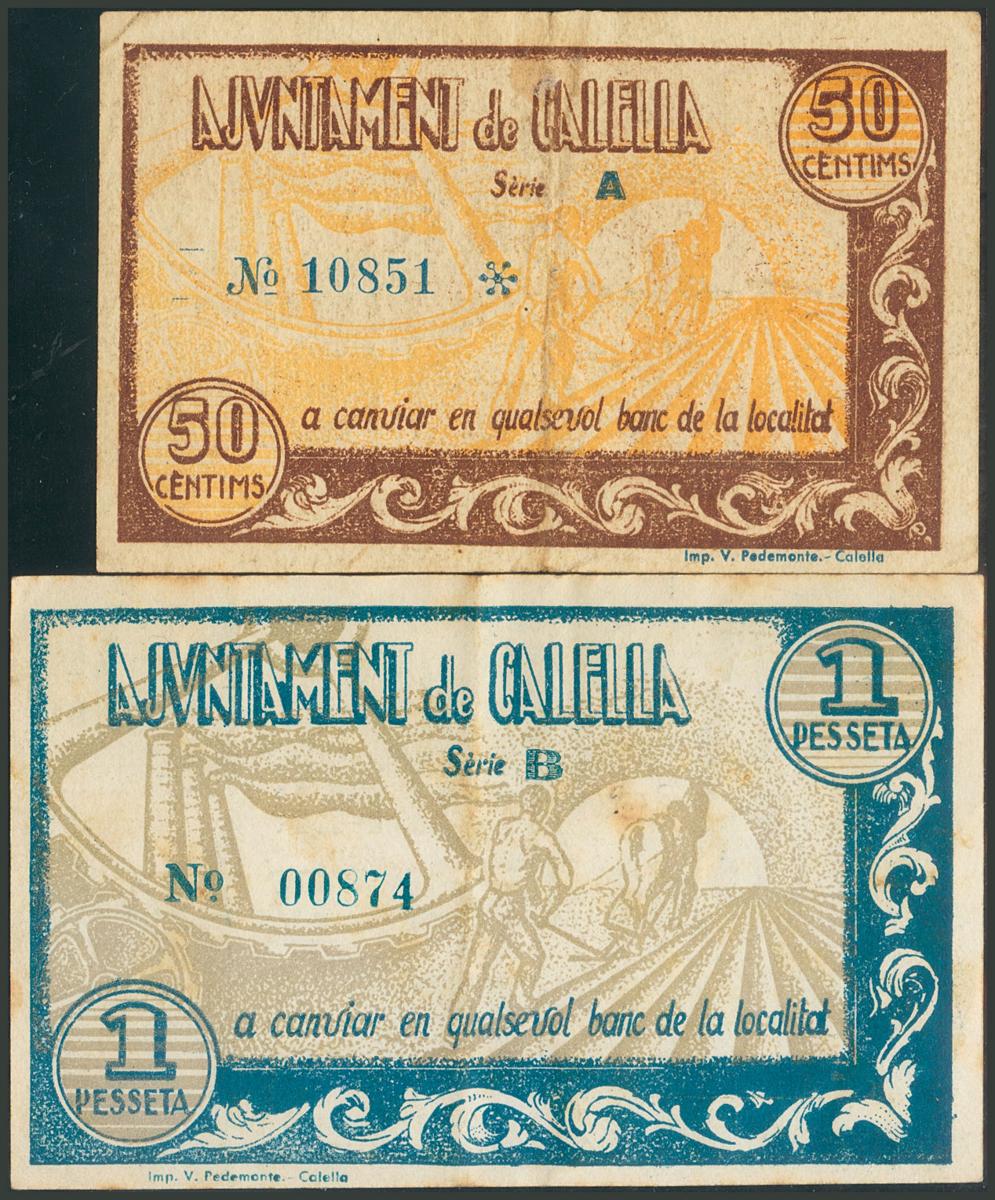 AJVNTAMENT de CALELLA
50
CÈNTIMS
Sèrie A
Nº 10851
50
CÈNTIMS
a canviar en qualsevol banc de la localitat
Imp. V. Pedemonte.- Calella
AJVNTAMENT de CALELLA
1
PESSETA
Sèrie B
Nº 00874
1
PESSETA
a canviar en qualsevol banc de la localitat
Imp. V. Pedemonte.- Calella